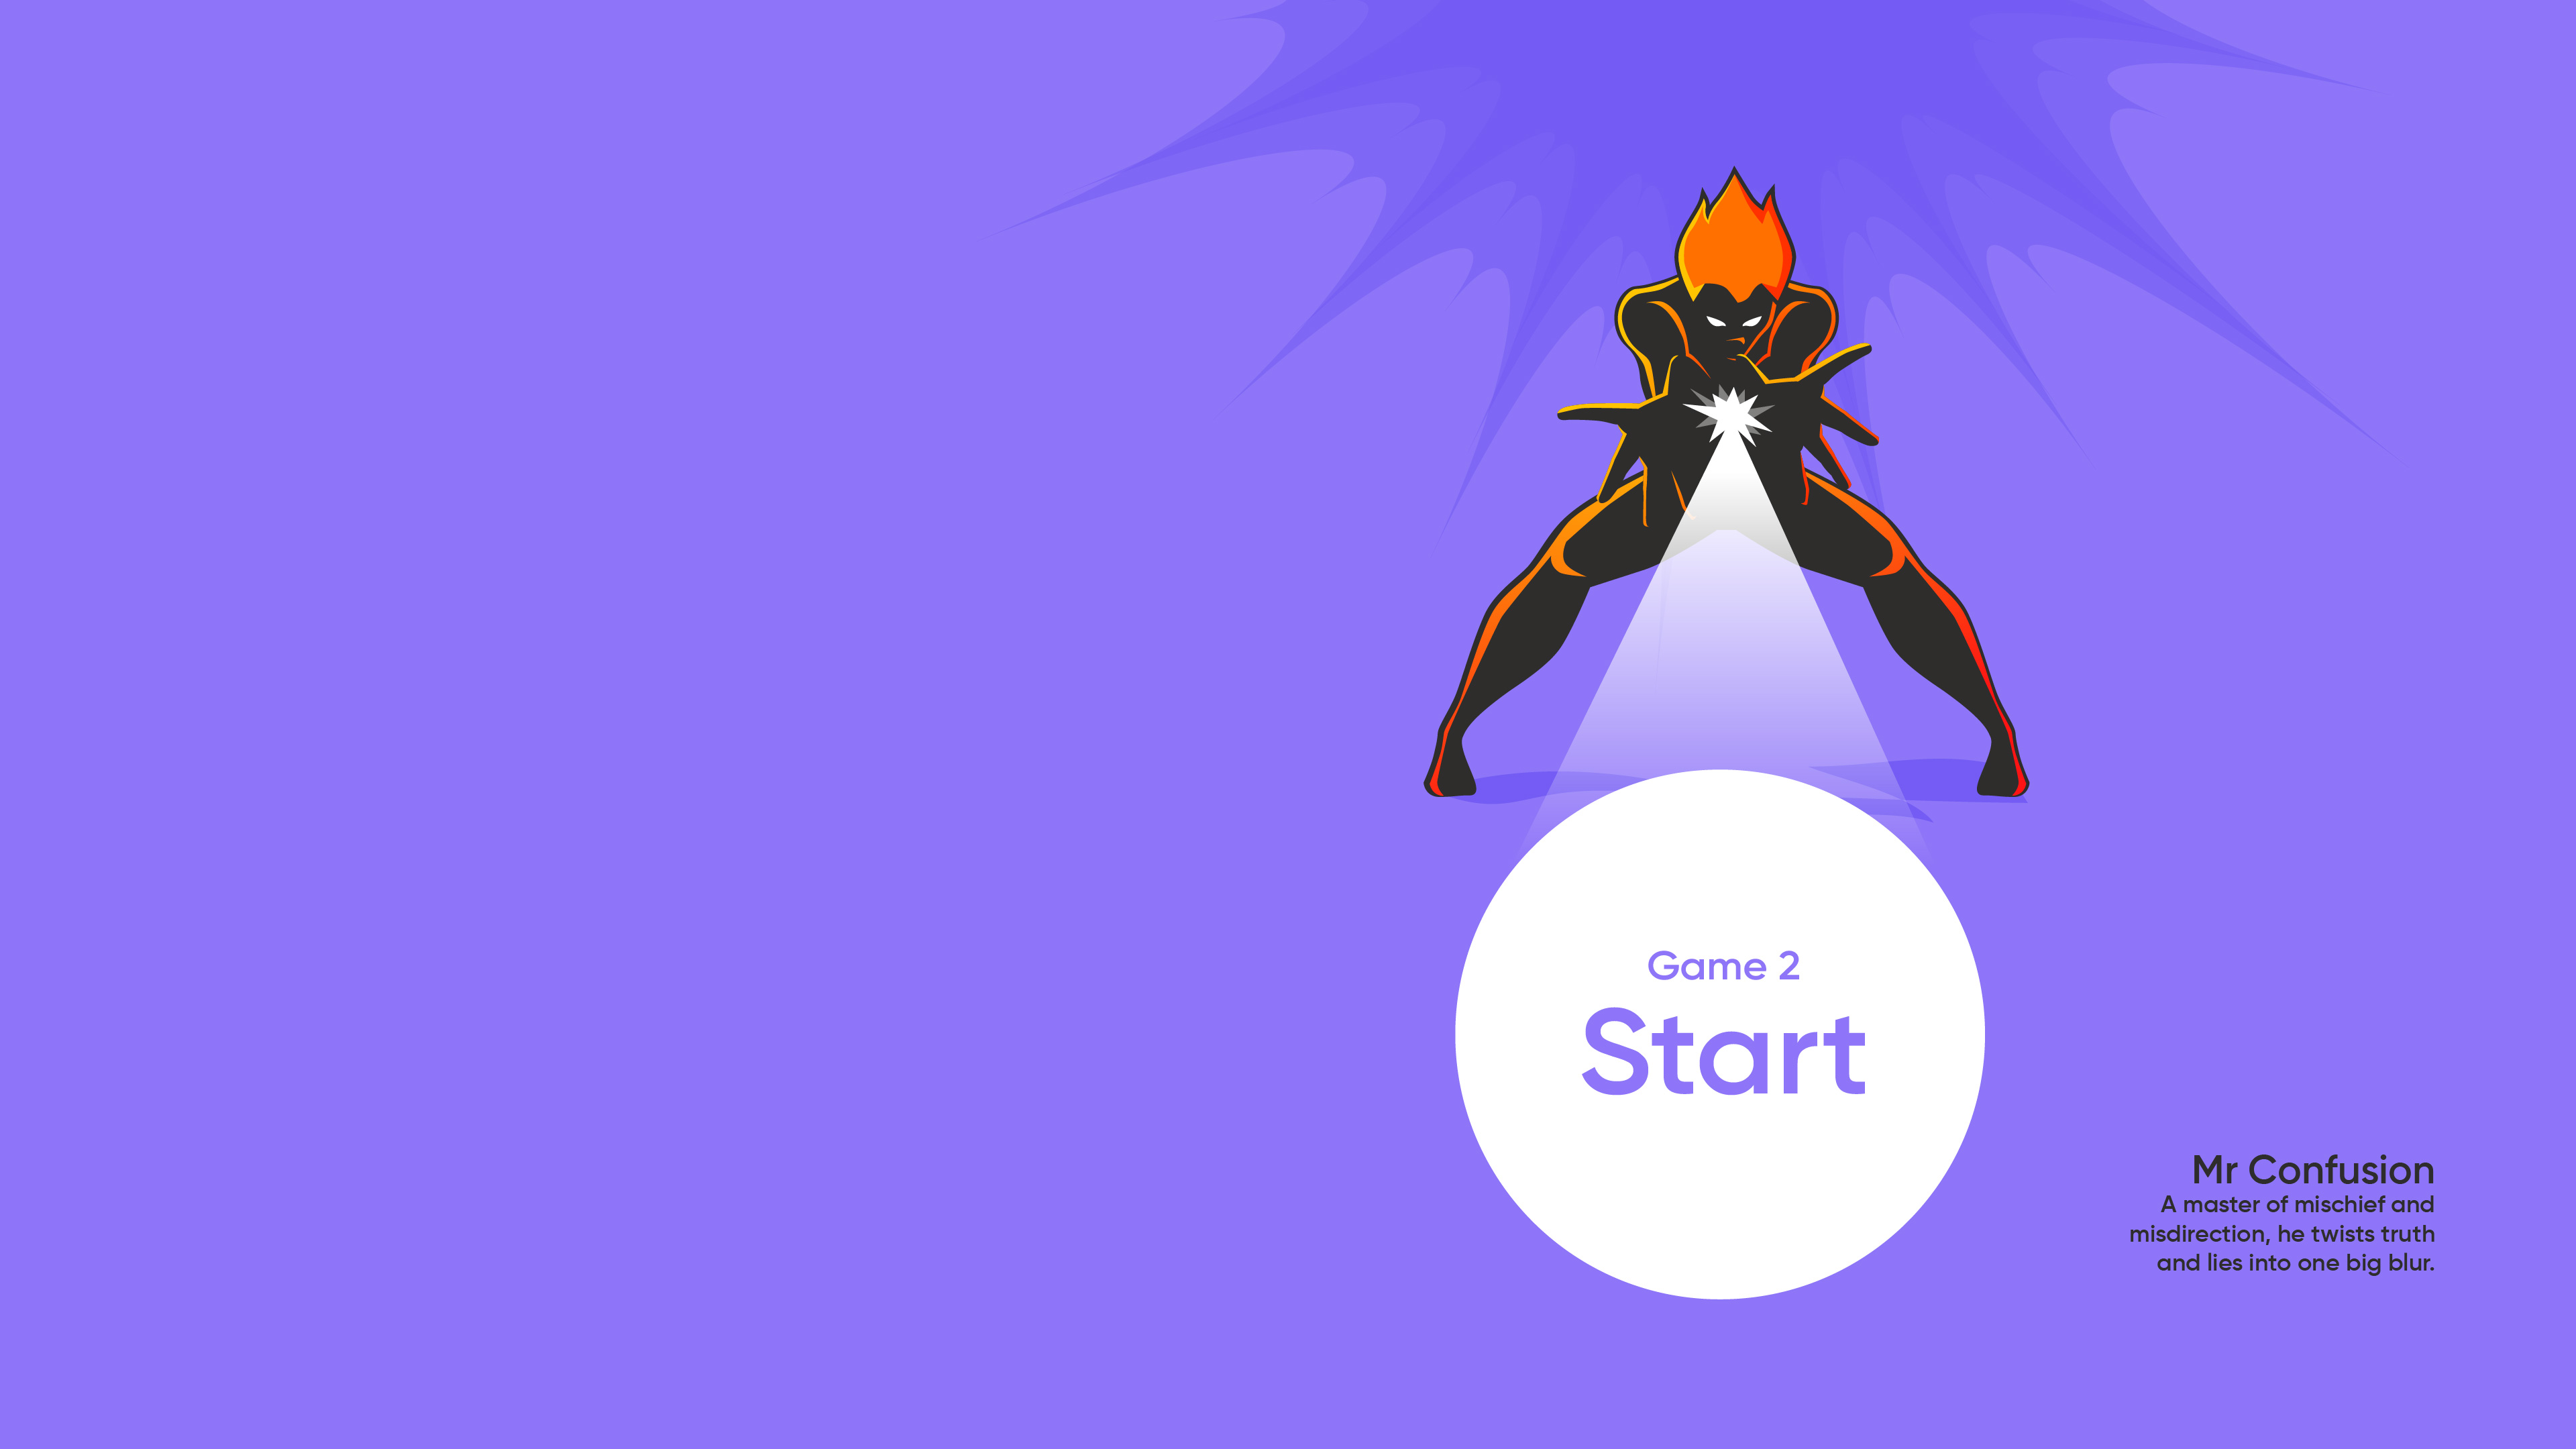 Game 2
Start
Mr Confusion
A master of mischief and
misdirection, he twists truth
and lies into one big blur.